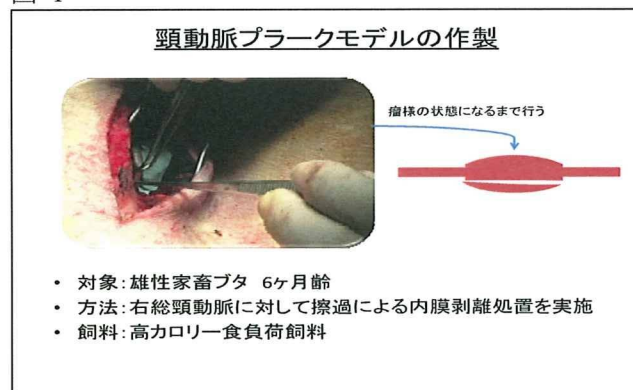 頸動脈プラークモデルの作製
瘤様の状態になるまで行う
• 対象:雄性家畜ブタ 6ヶ月齢
• 方法:右総頸動脈に対して擦過による内膜剥離処置を実施
• 飼料:高カロリー食負荷飼料